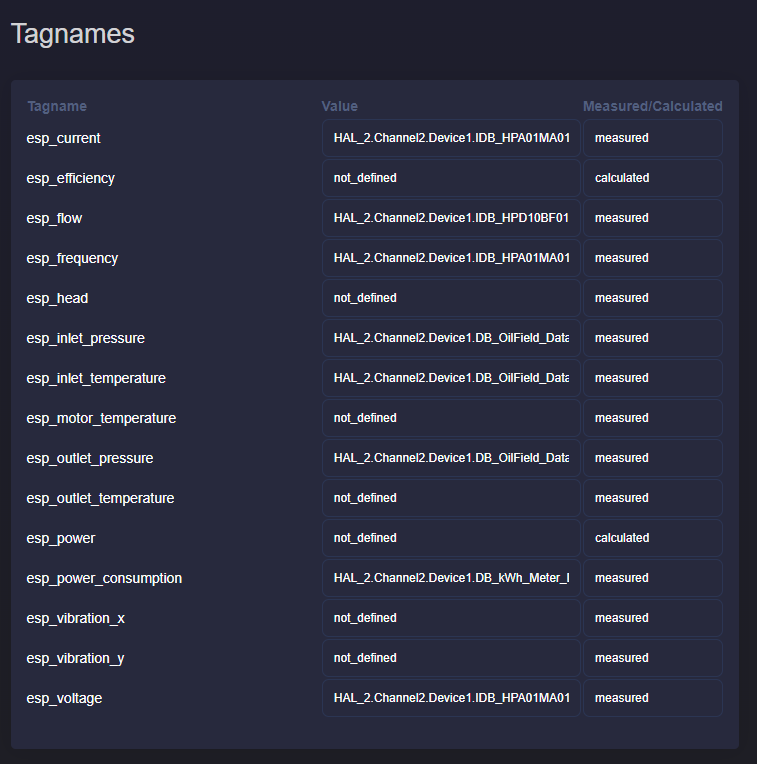 Tagnames
Tagname Value Measured/Calculated
esp_current HAL_2.Channel2.Device1.IDB_HPA01MA01 measured
esp_efficiency not_defined calculated
esp_flow HAL_2.Channel2.Device1.IDB_HPD10BF01 measured
esp_frequency HAL_2.Channel2.Device1.IDB_HPA01MA01 measured
esp_head not_defined measured
esp_inlet_pressure HAL_2.Channel2.Device1.DB_OilField_Data measured
esp_inlet_temperature HAL_2.Channel2.Device1.DB_OilField_Data measured
esp_motor_temperature not_defined measured
esp_outlet_pressure HAL_2.Channel2.Device1.DB_OilField_Data measured
esp_outlet_temperature not_defined measured
esp_power not_defined calculated
esp_power_consumption HAL_2.Channel2.Device1.DB_kWh_Meter_ measured
esp_vibration_x not_defined measured
esp_vibration_y not_defined measured
esp_voltage HAL_2.Channel2.Device1.IDB_HPA01MA01 measured